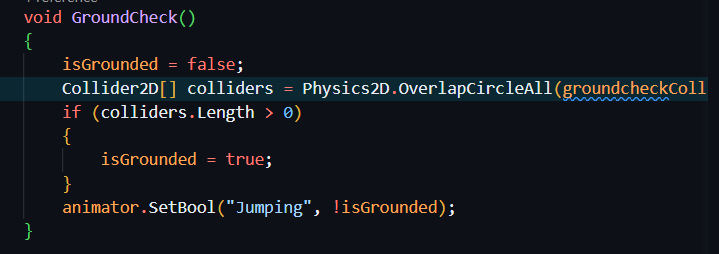 void GroundCheck()
{
isGrounded = false;
Collider2D[] colliders = Physics2D.OverlapCircleAll(groundcheckColl
if (colliders.Length > 0)
{
isGrounded = true;
}
animator.SetBool("Jumping", !isGrounded);
}